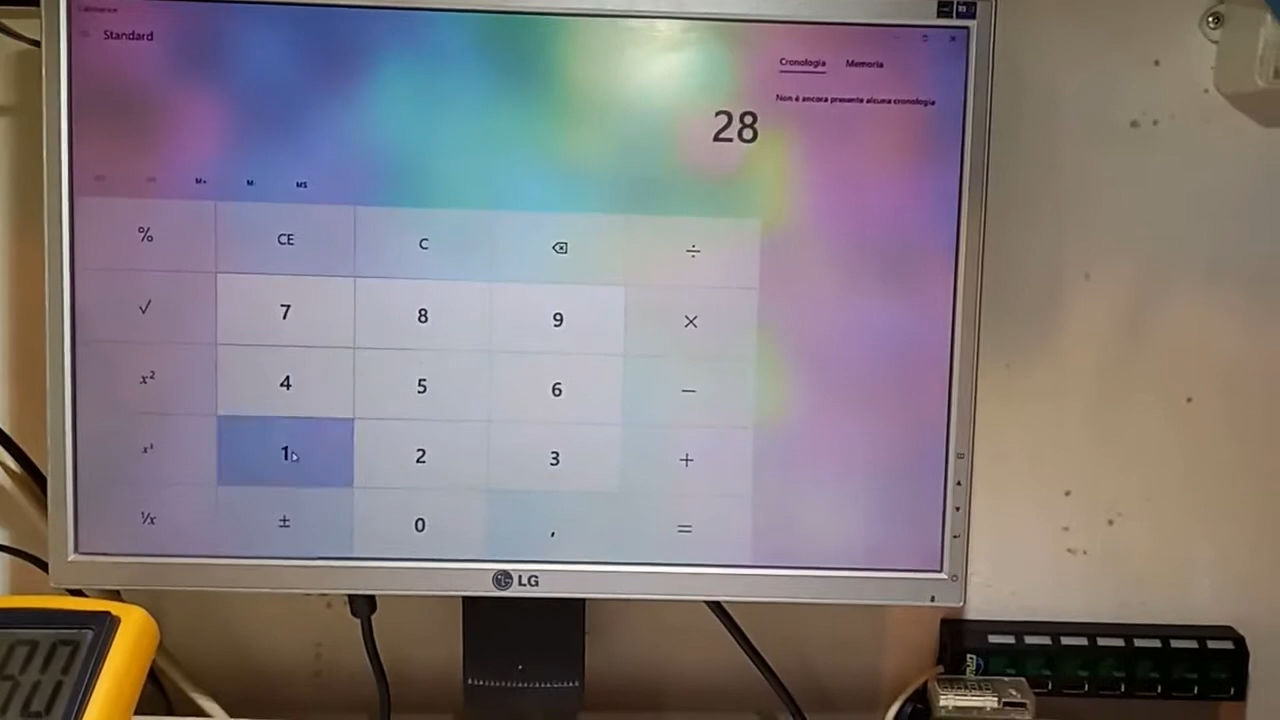 Standard
Cronologia Memoria
Non è ancora presente alcuna cronologia
28
M+ M- MS
% CE C ÷
√ 7 8 9 ×
x² 4 5 6 −
x³ 1 2 3 +
¹/x ± 0 , =
LG